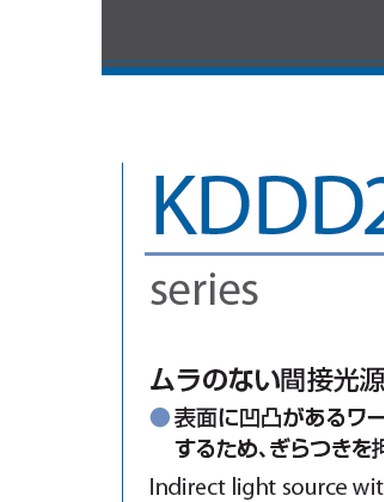 KDDD2
series
ムラのない間接光源
●表面に凹凸があるワー
するため、ぎらつきを
Indirect light source wit